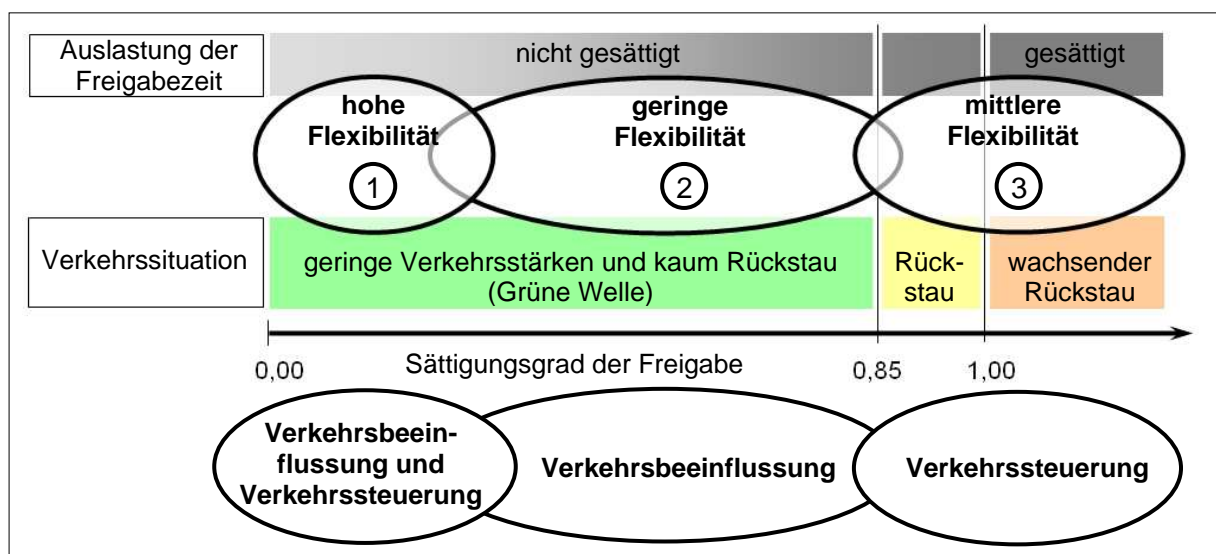 Auslastung der
Freigabezeit
nicht gesättigt
gesättigt
hohe
Flexibilität
1
geringe
Flexibilität
2
mittlere
Flexibilität
3
Verkehrssituation
geringe Verkehrsstärken und kaum Rückstau
(Grüne Welle)
Rück-
stau
wachsender
Rückstau
0,00
Sättigungsgrad der Freigabe
0,85
1,00
Verkehrsbeein-
flussung und
Verkehrssteuerung
Verkehrsbeeinflussung
Verkehrssteuerung